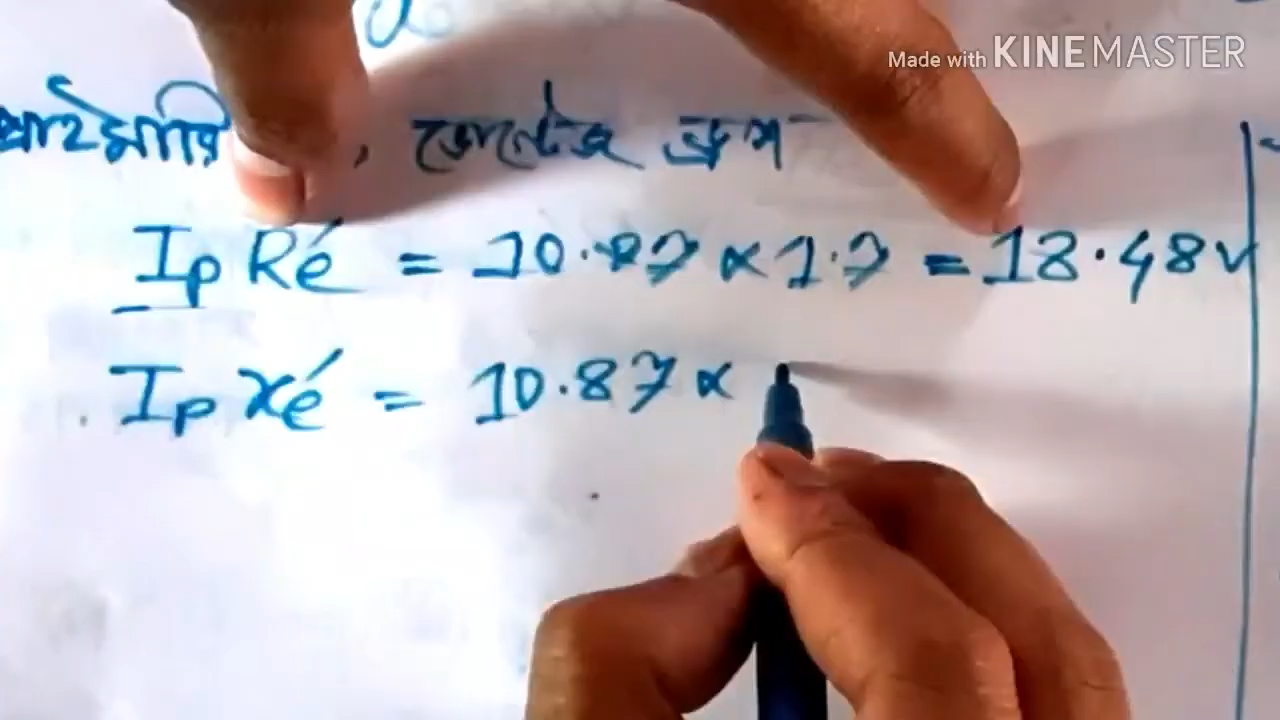 Made with KINEMASTER
প্রাইমারি , ভোল্টেজ ড্রপ
IpRé = 10.87 × 1.7 = 18.48v
Ipxé = 10.87 ×